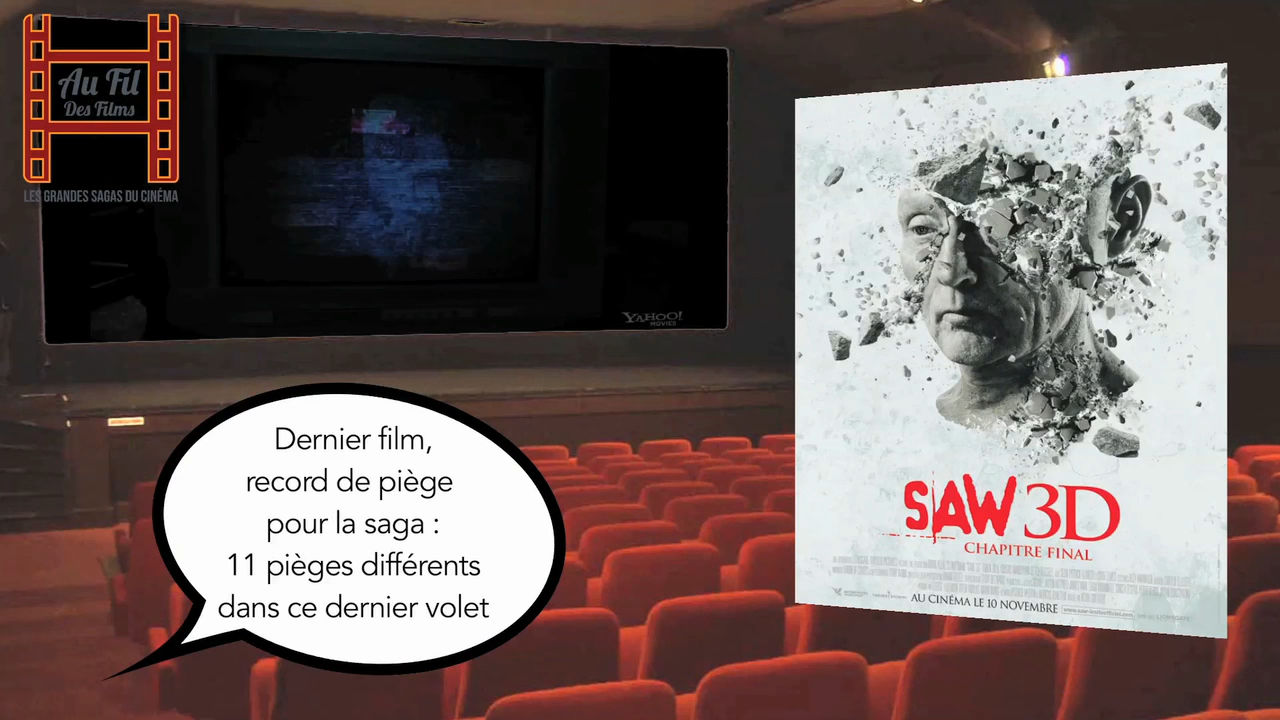 Au Fil
Des Films
LES GRANDES SAGAS DU CINÉMA
YAHOO!
MOVIES
Dernier film,
record de piège
pour la saga :
11 pièges différents
dans ce dernier volet
SAW 3D
CHAPITRE FINAL
AU CINÉMA LE 10 NOVEMBRE